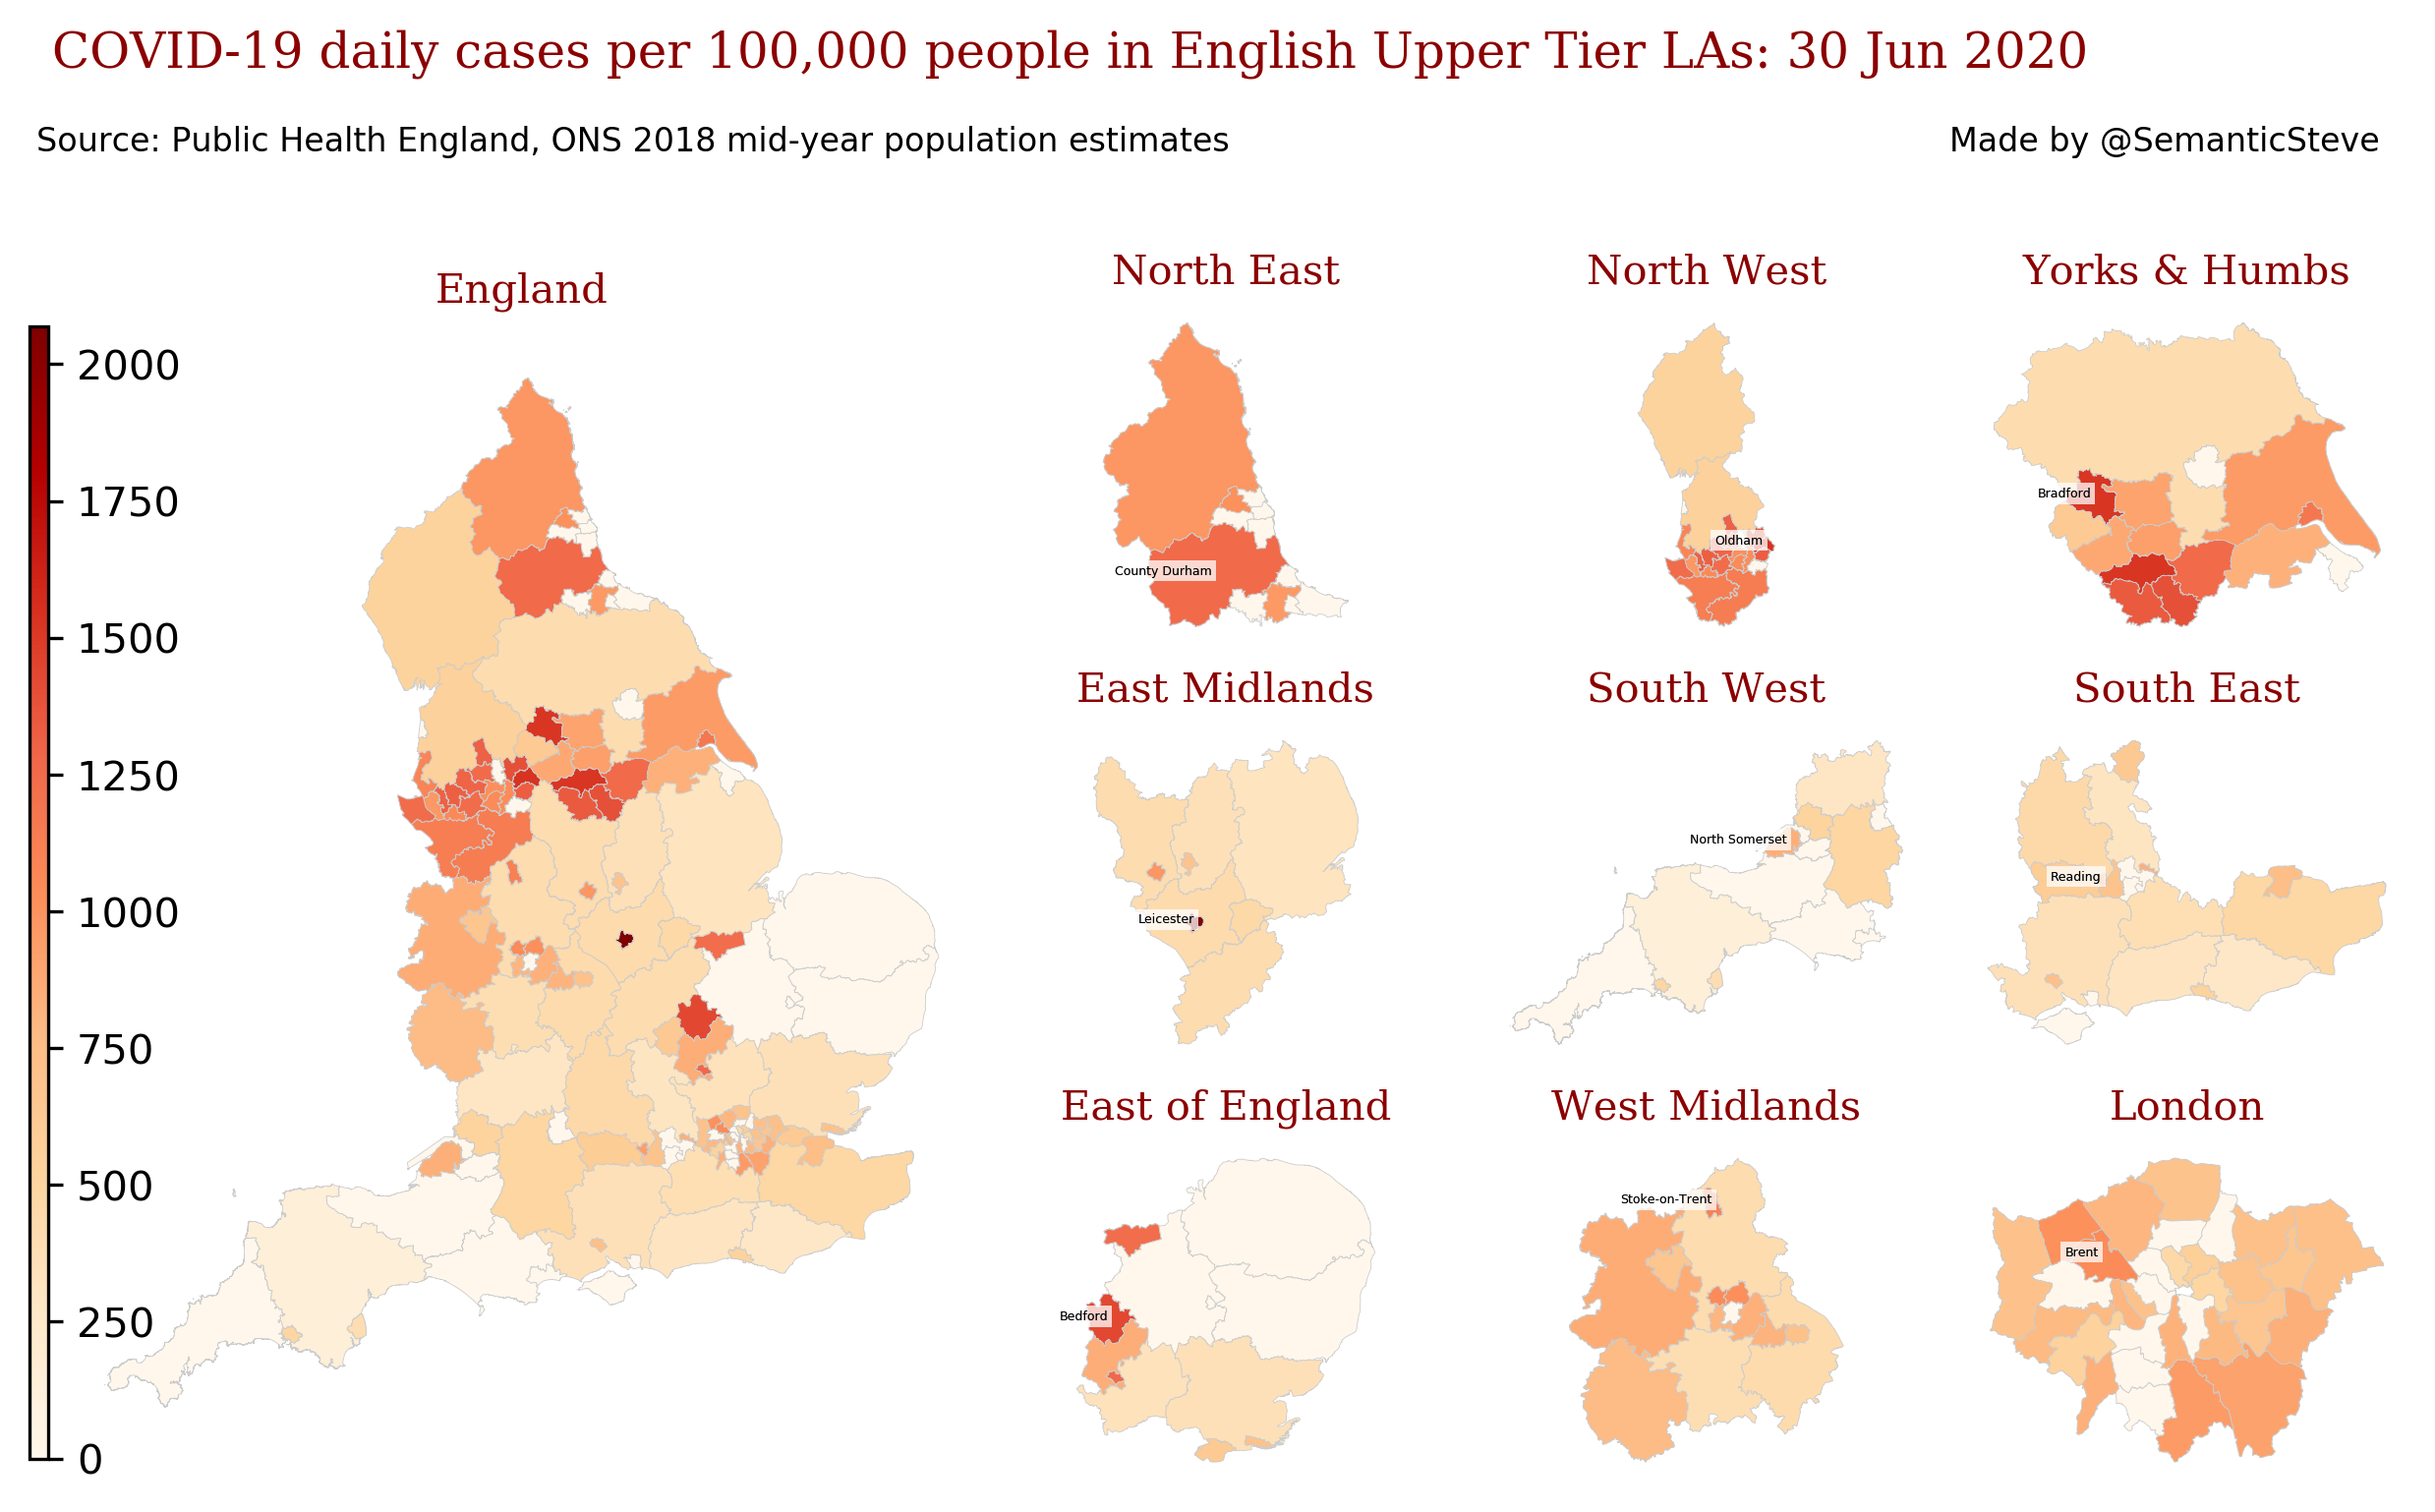 COVID-19 daily cases per 100,000 people in English Upper Tier LAs: 30 Jun 2020
Source: Public Health England, ONS 2018 mid-year population estimates
Made by @SemanticSteve
England
2000
1750
1500
1250
1000
750
500
250
0
North East
County Durham
North West
Oldham
Yorks & Humbs
Bradford
East Midlands
Leicester
South West
North Somerset
South East
Reading
East of England
Bedford
West Midlands
Stoke-on-Trent
London
Brent